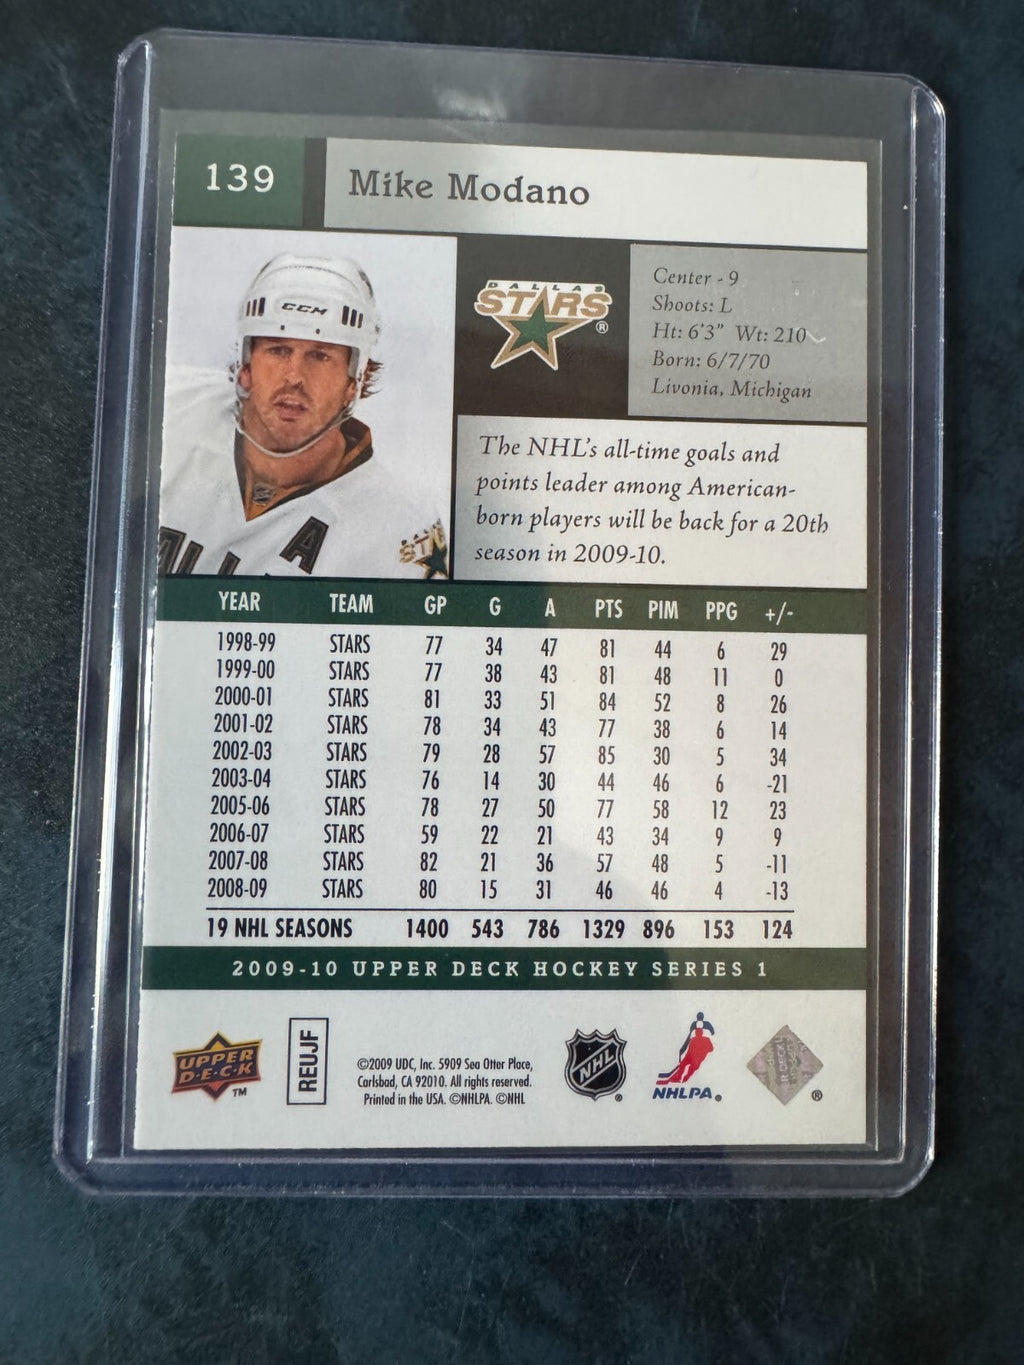 139
Mike Modano
CCM
A
DALLAS
STARS
®
Center - 9
Shoots: L
Ht: 6'3" Wt: 210
Born: 6/7/70
Livonia, Michigan
The NHL's all-time goals and
points leader among American-
born players will be back for a 20th
season in 2009-10.
YEAR TEAM GP G A PTS PIM PPG +/-
1998-99 STARS 77 34 47 81 44 6 29
1999-00 STARS 77 38 43 81 48 11 0
2000-01 STARS 81 33 51 84 52 8 26
2001-02 STARS 78 34 43 77 38 6 14
2002-03 STARS 79 28 57 85 30 5 34
2003-04 STARS 76 14 30 44 46 6 -21
2005-06 STARS 78 27 50 77 58 12 23
2006-07 STARS 59 22 21 43 34 9 9
2007-08 STARS 82 21 36 57 48 5 -11
2008-09 STARS 80 15 31 46 46 4 -13
19 NHL SEASONS 1400 543 786 1329 896 153 124
2009-10 UPPER DECK HOCKEY SERIES 1
UPPER
D·E·C·K
TM
REUJF
©2009 UDC, Inc. 5909 Sea Otter Place,
Carlsbad, CA 92010. All rights reserved.
Printed in the USA. ©NHLPA. ©NHL
NHL
®
NHLPA®
®